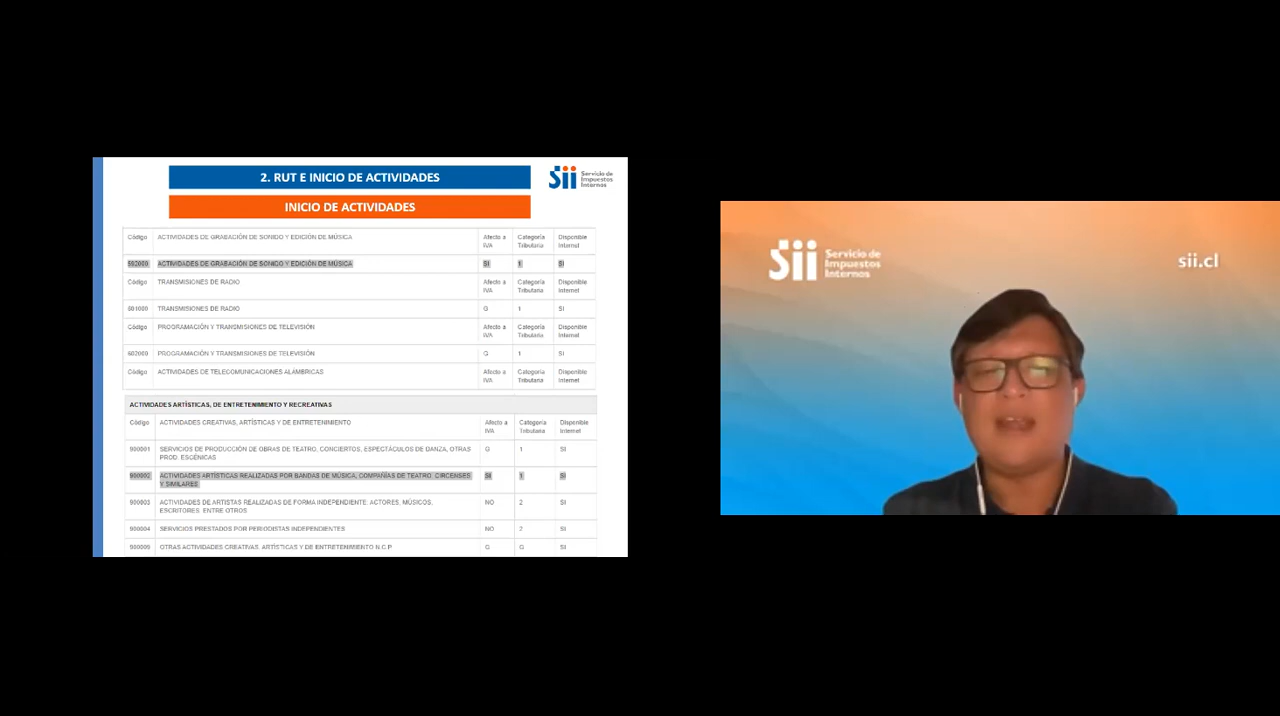 2. RUT E INICIO DE ACTIVIDADES
Sii Servicio de
Impuestos
Internos
INICIO DE ACTIVIDADES
Código ACTIVIDADES DE GRABACIÓN DE SONIDO Y EDICIÓN DE MÚSICA Afecto a IVA Categoría Tributaria Disponible Internet
592000 ACTIVIDADES DE GRABACIÓN DE SONIDO Y EDICIÓN DE MÚSICA SI 1 SI
Código TRANSMISIONES DE RADIO Afecto a IVA Categoría Tributaria Disponible Internet
601000 TRANSMISIONES DE RADIO G 1 SI
Código PROGRAMACIÓN Y TRANSMISIONES DE TELEVISIÓN Afecto a IVA Categoría Tributaria Disponible Internet
602000 PROGRAMACIÓN Y TRANSMISIONES DE TELEVISIÓN G 1 SI
Código ACTIVIDADES DE TELECOMUNICACIONES ALÁMBRICAS Afecto a IVA Categoría Tributaria Disponible Internet
ACTIVIDADES ARTÍSTICAS, DE ENTRETENIMIENTO Y RECREATIVAS
Código ACTIVIDADES CREATIVAS, ARTÍSTICAS Y DE ENTRETENIMIENTO Afecto a IVA Categoría Tributaria Disponible Internet
900001 SERVICIOS DE PRODUCCIÓN DE OBRAS DE TEATRO, CONCIERTOS, ESPECTÁCULOS DE DANZA, OTRAS G 1 SI
PROD. ESCÉNICAS
900002 ACTIVIDADES ARTÍSTICAS REALIZADAS POR BANDAS DE MÚSICA, COMPAÑÍAS DE TEATRO, CIRCENSES SI 1 SI
Y SIMILARES
900003 ACTIVIDADES DE ARTISTAS REALIZADAS DE FORMA INDEPENDIENTE: ACTORES, MÚSICOS, NO 2 SI
ESCRITORES, ENTRE OTROS
900004 SERVICIOS PRESTADOS POR PERIODISTAS INDEPENDIENTES NO 2 SI
900009 OTRAS ACTIVIDADES CREATIVAS, ARTÍSTICAS Y DE ENTRETENIMIENTO N.C.P. G G SI
Sii Servicio de
Impuestos
Internos
sii.cl